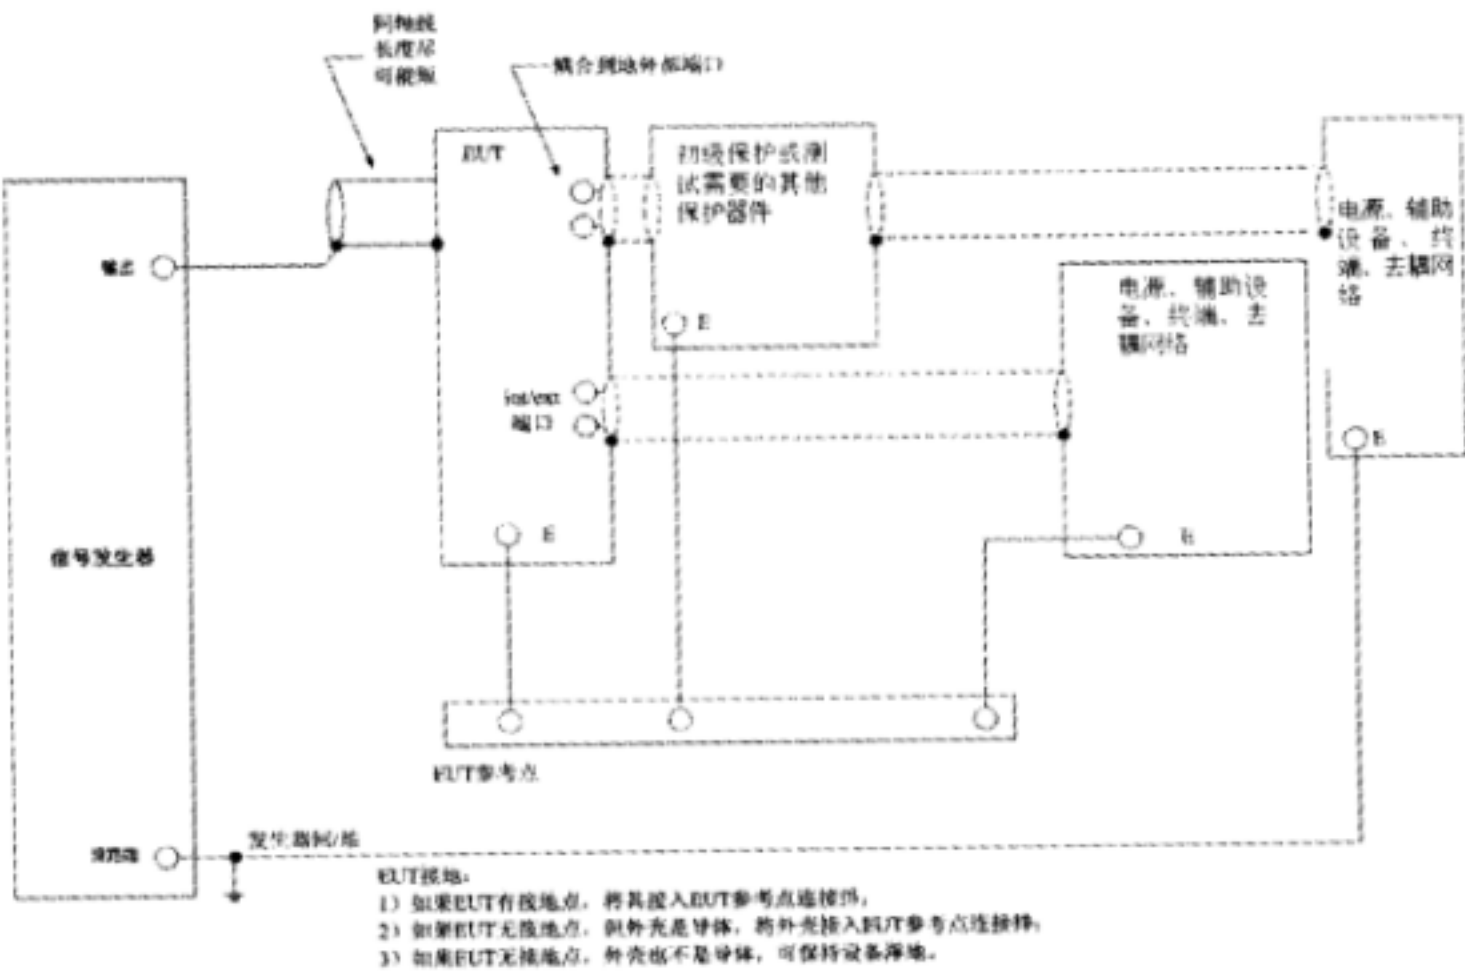 同轴线
长度尽
可能短
耦合到地外部端口
EUT
初级保护或测
试需要的其他
保护器件
电源、辅助
设备、终
端、去耦网
络
输出
电源、辅助设
备、终端、去
耦网络
E
int/ext
端口
E
E
E
信号发生器
EUT参考点
发生器回/地
EUT接地:
1) 如果EUT有接地点，将其接入EUT参考点连接排;
2) 如果EUT无接地点，但外壳是导体，将外壳接入EUT参考点连接排;
3) 如果EUT无接地点，外壳也不是导体，可保持设备浮地。